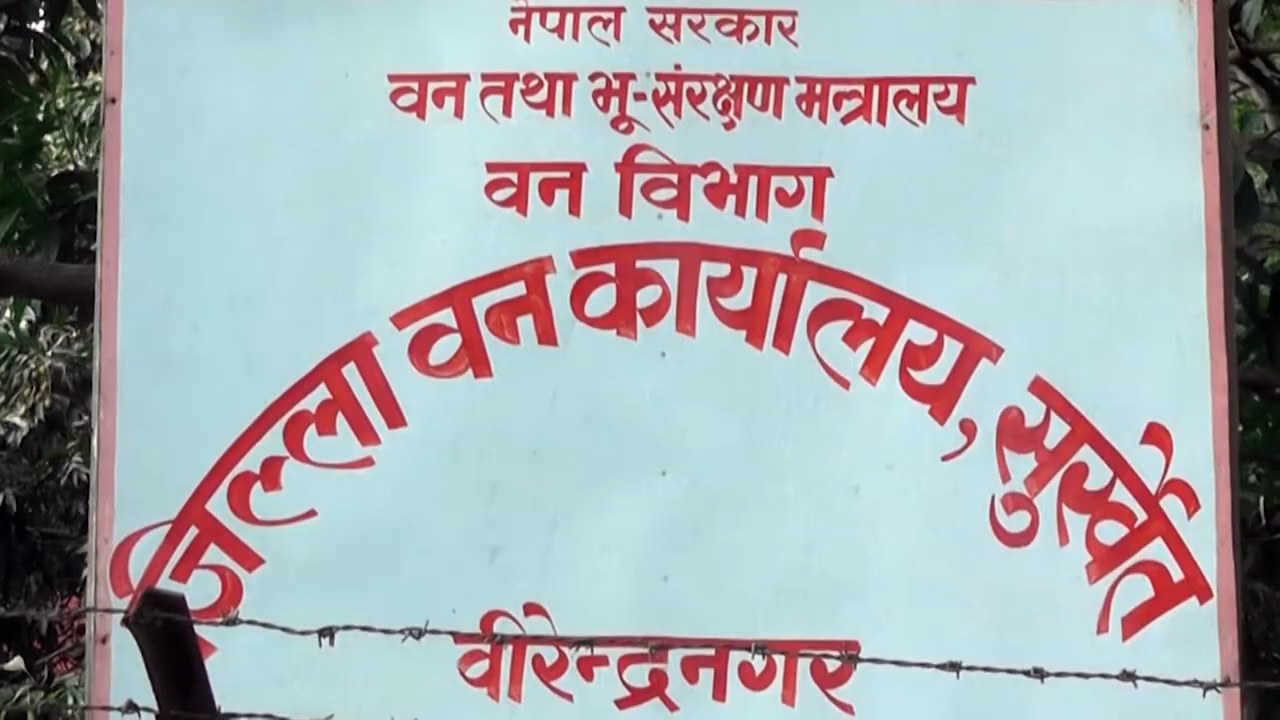 नेपाल सरकार
वन तथा भू-संरक्षण मन्त्रालय
वन विभाग
जिल्ला वन कार्यालय, सुर्खेत
वीरेन्द्रनगर